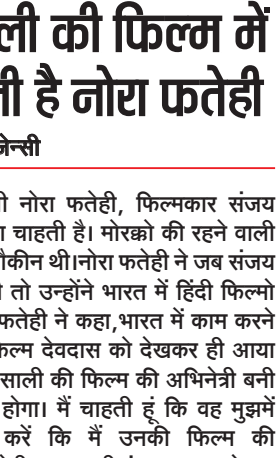 ली की फिल्म में
ती है नोरा फतेही
जेन्सी
नोरा फतेही, फिल्मकार संजय
चाहती है। मोरक्को की रहने वाली
शौकीन थी।नोरा फतेही ने जब संजय
तो उन्होंने भारत में हिंदी फिल्मो
फतेही ने कहा,भारत में काम करने
फिल्म देवदास को देखकर ही आया
साली की फिल्म की अभिनेत्री बनी
होगा। मैं चाहती हूं कि वह मुझमें
करें कि मैं उनकी फिल्म की